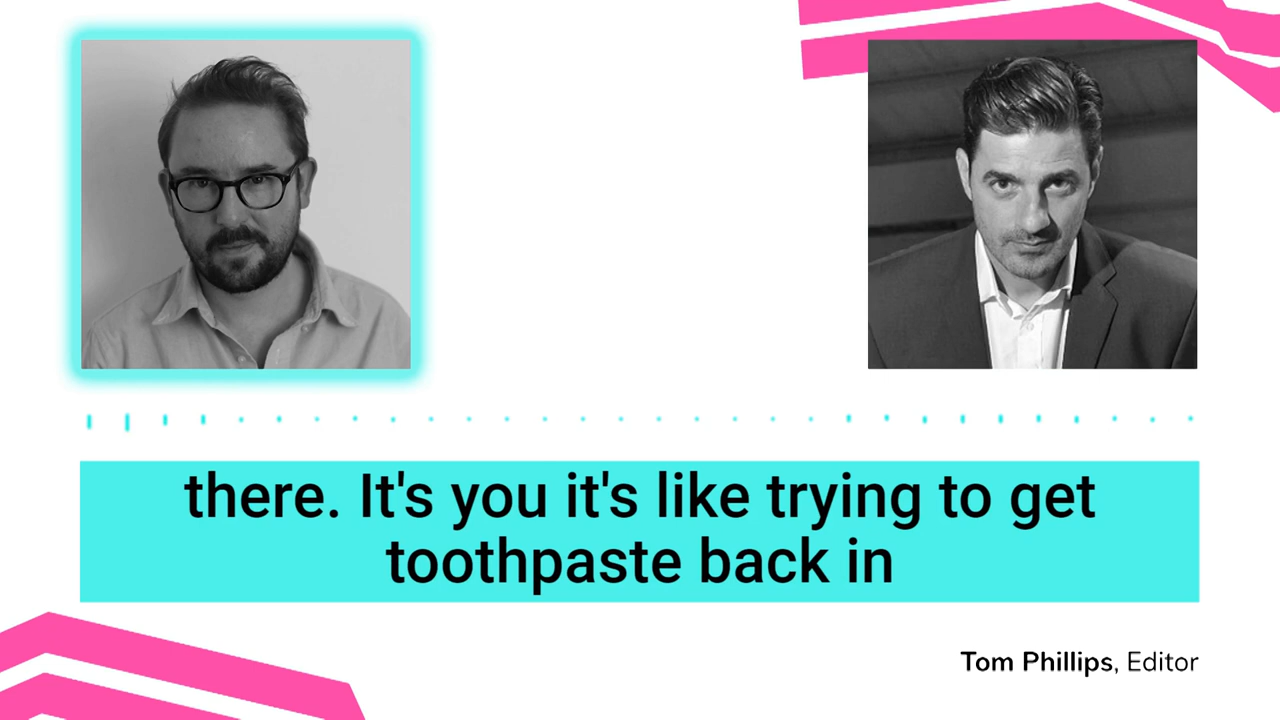 there. It's you it's like trying to get
toothpaste back in
Tom Phillips, Editor